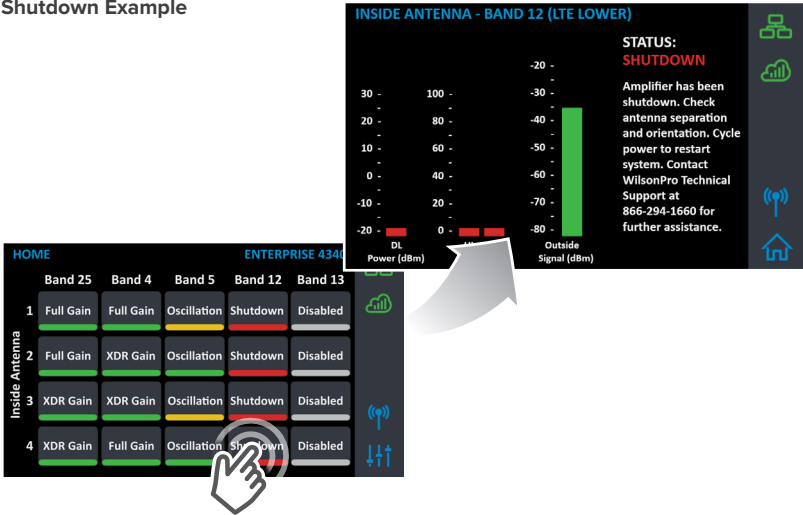 Shutdown Example
INSIDE ANTENNA - BAND 12 (LTE LOWER)
STATUS:
SHUTDOWN
Amplifier has been
shutdown. Check
antenna separation
and orientation. Cycle
power to restart
system. Contact
WilsonPro Technical
Support at
866-294-1660 for
further assistance.
30 -
20 -
10 -
0 -
-10 -
-20 -
100 -
80 -
60 -
40 -
20 -
0 -
-20 -
-30 -
-40 -
-50 -
-60 -
-70 -
-80 -
DL
Power (dBm)
Outside
Signal (dBm)
HOME ENTERPRISE 4340
Band 25 Band 4 Band 5 Band 12 Band 13
Inside Antenna
1 Full Gain Full Gain Oscillation Shutdown Disabled
2 Full Gain XDR Gain Oscillation Shutdown Disabled
3 XDR Gain XDR Gain Oscillation Shutdown Disabled
4 XDR Gain Full Gain Oscillation Shutdown Disabled